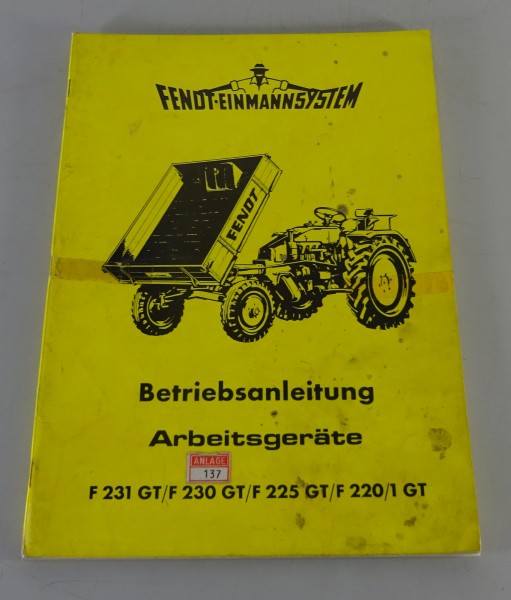 FENDT-EINMANNSYSTEM
FENDT
Betriebsanleitung
Arbeitsgeräte
ANLAGE
137
F 231 GT/F 230 GT/F 225 GT/F 220/1 GT